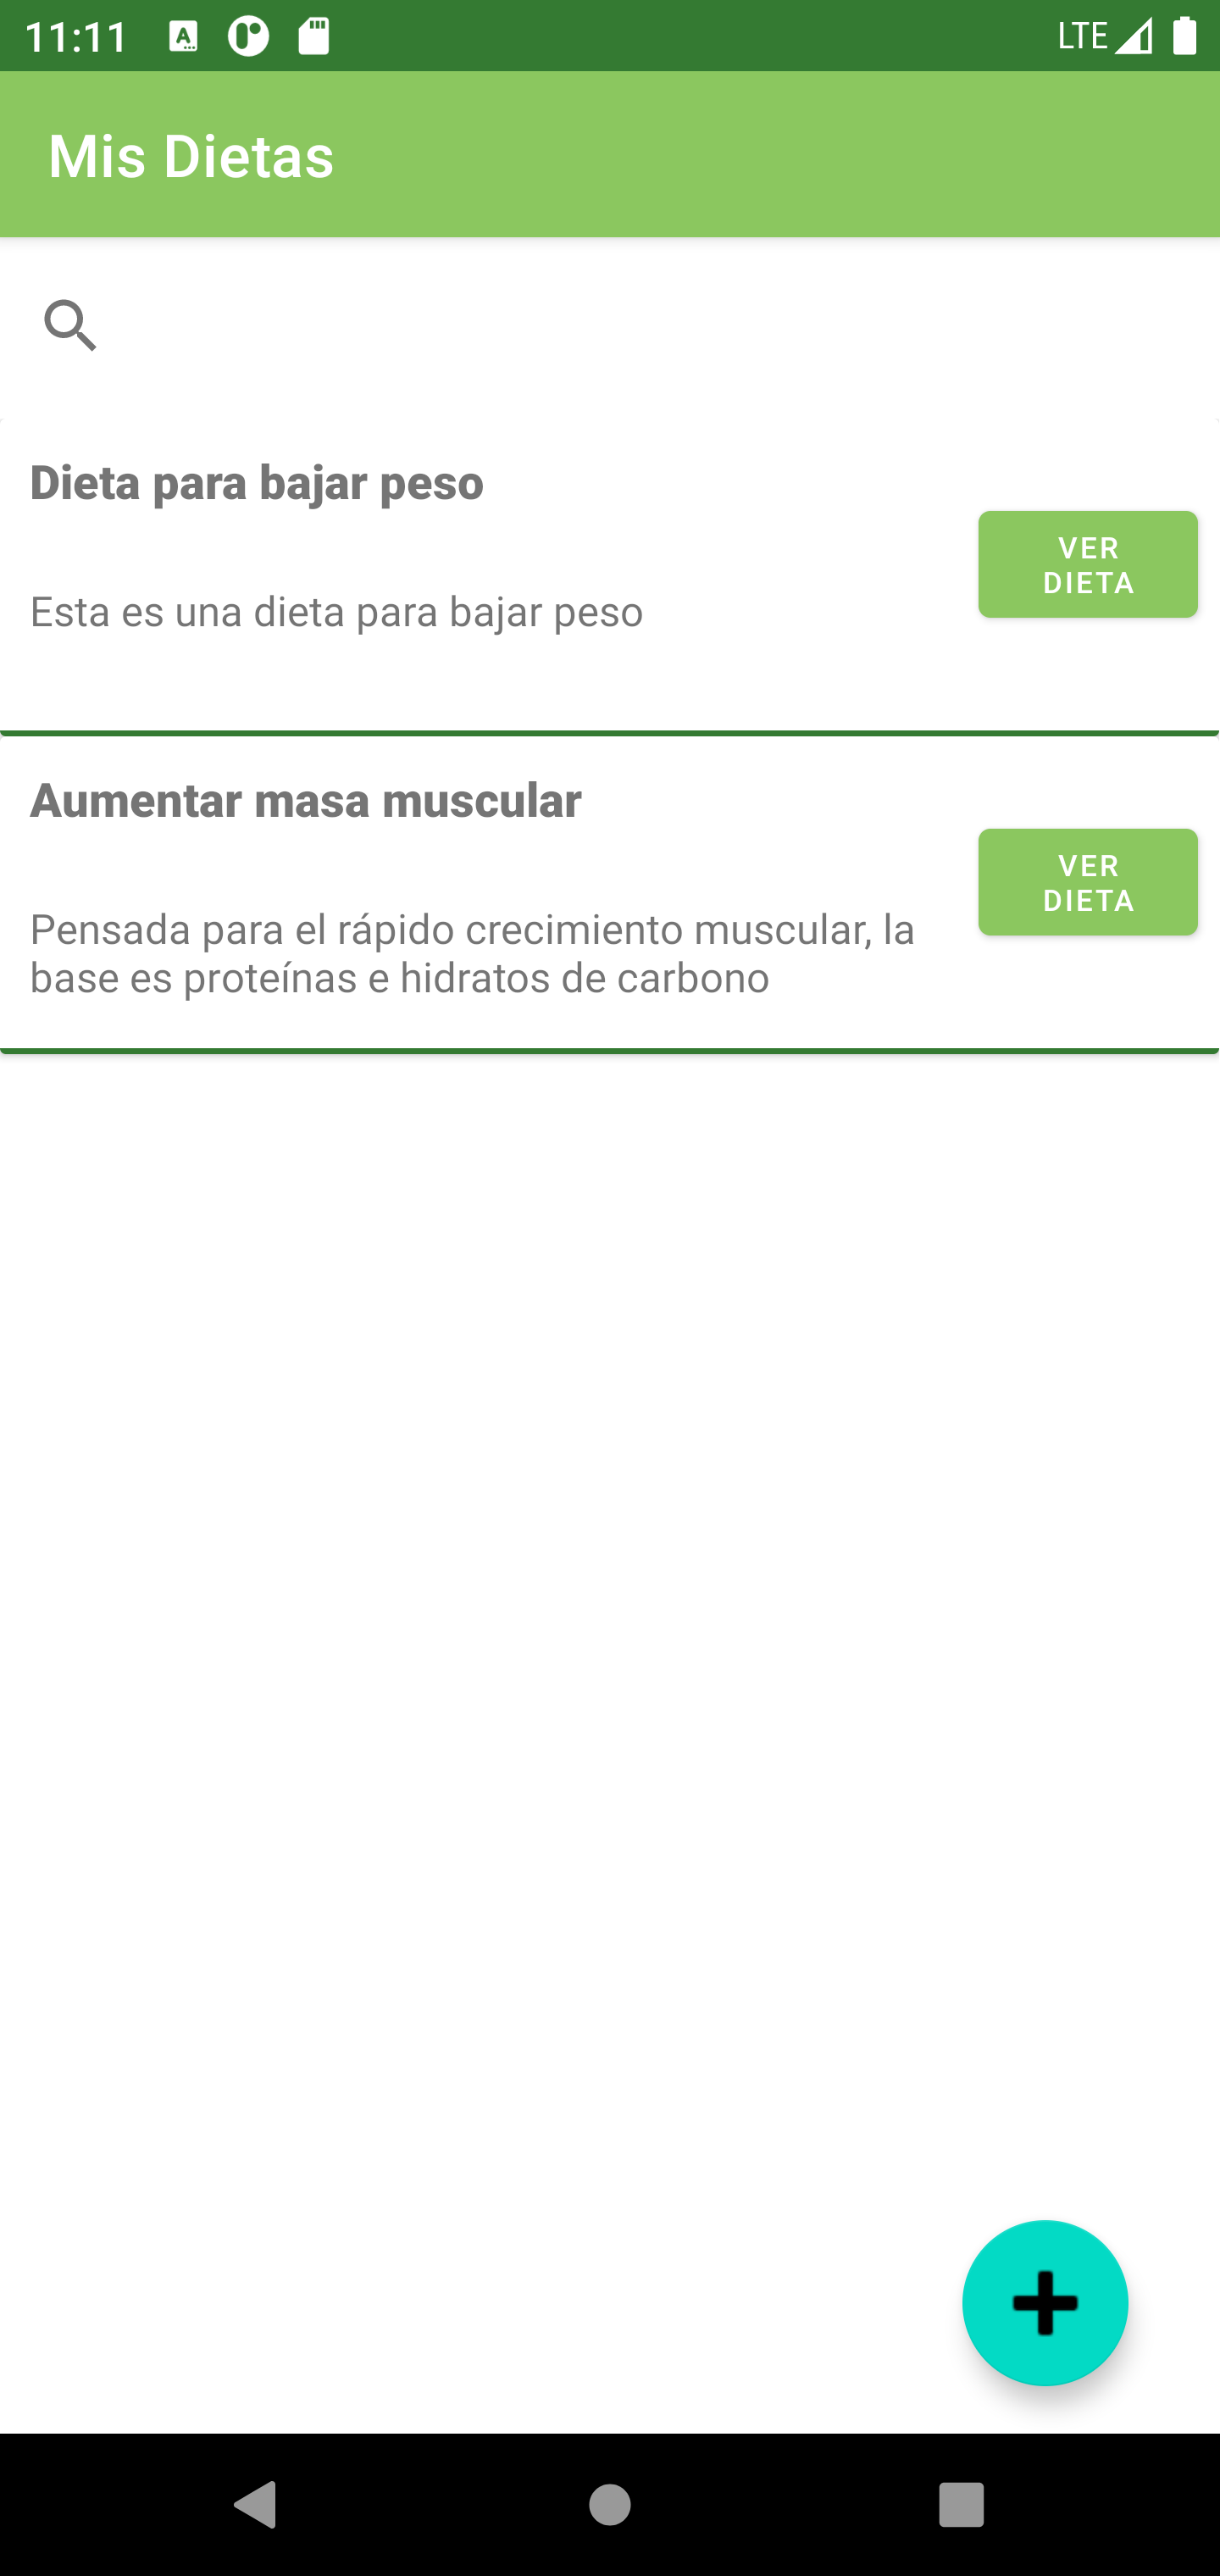 11:11
LTE
Mis Dietas
Dieta para bajar peso
VER
DIETA
Esta es una dieta para bajar peso
Aumentar masa muscular
VER
DIETA
Pensada para el rápido crecimiento muscular, la
base es proteínas e hidratos de carbono